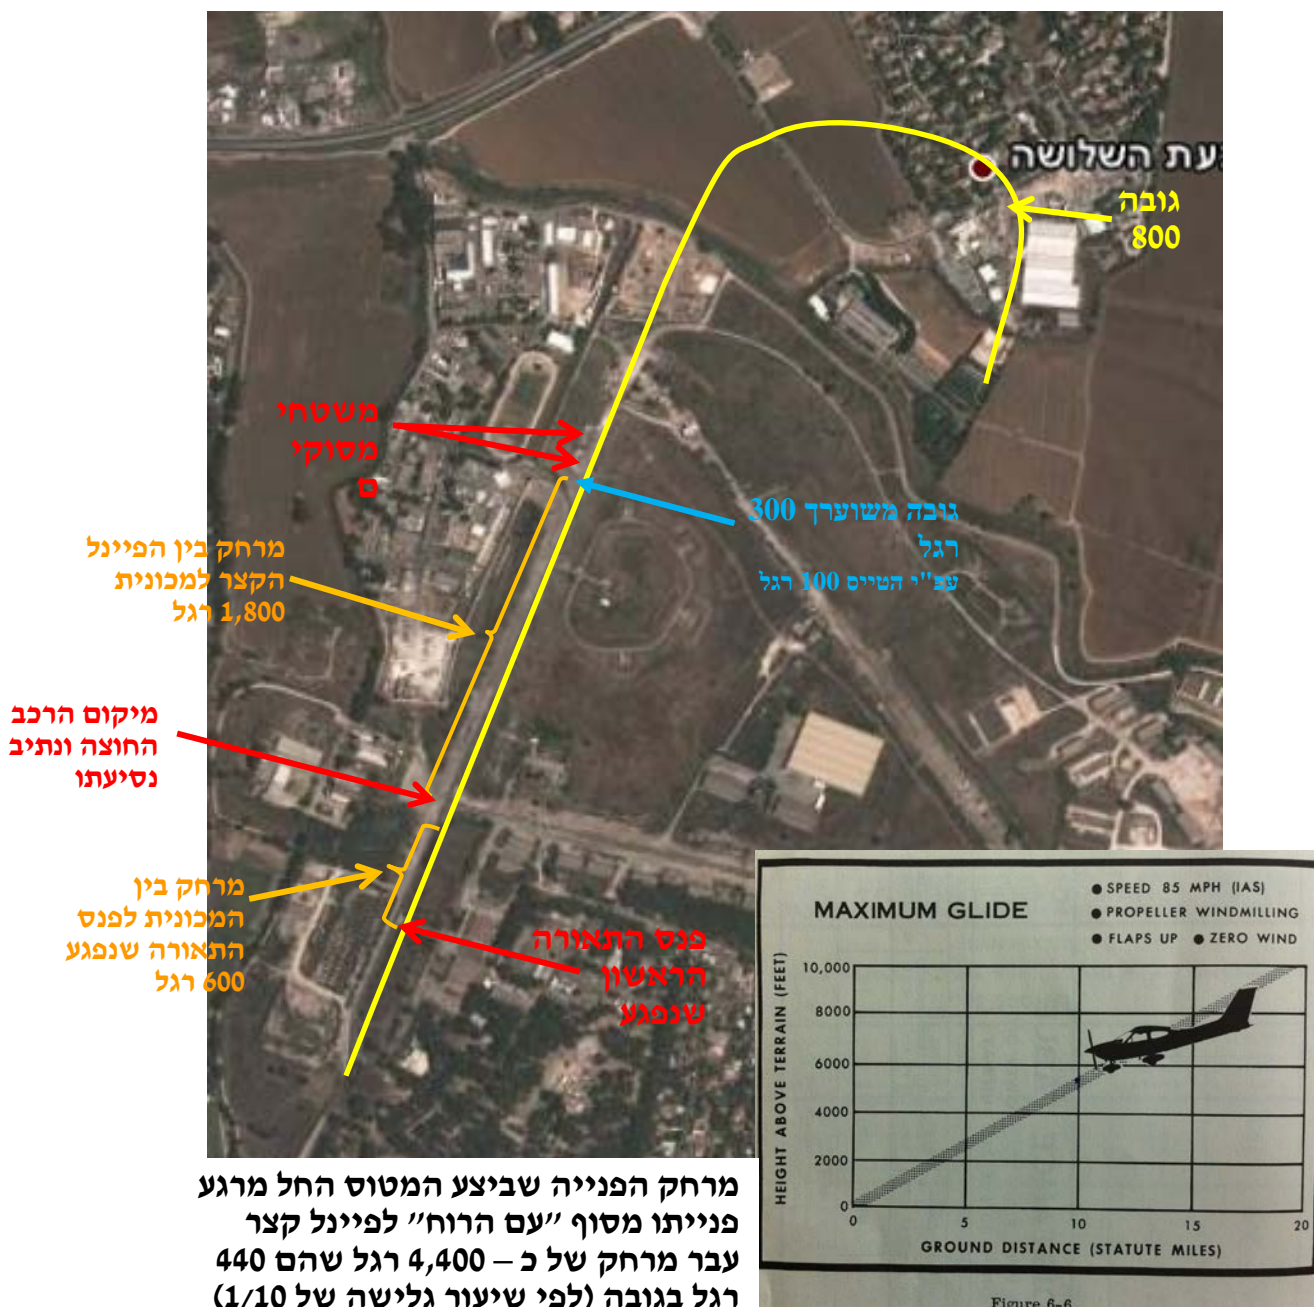 עת השלושה
גובה
800
משטחי
מסוקי
ם
גובה משוערך 300
רגל
עפ"י הטייס 100 רגל
מרחק בין הפיינל
הקצר למכונית
1,800 רגל
מיקום הרכב
החוצה ונתיב
נסיעתו
מרחק בין
המכונית לפנס
התאורה שנפגע
600 רגל
פנס התאורה
הראשון
שנפגע
MAXIMUM GLIDE
● SPEED 85 MPH (IAS)
● PROPELLER WINDMILLING
● FLAPS UP ● ZERO WIND
HEIGHT ABOVE TERRAIN (FEET)
10,000
8000
6000
4000
2000
0
0 5 10 15 20
GROUND DISTANCE (STATUTE MILES)
Figure 6-6
מרחק הפנייה שביצע המטוס החל מרגע
פנייתו מסוף "עם הרוח" לפיינל קצר
עבר מרחק של כ – 4,400 רגל שהם 440
רגל בגובה (לפי שיעור גלישה של 1/10)